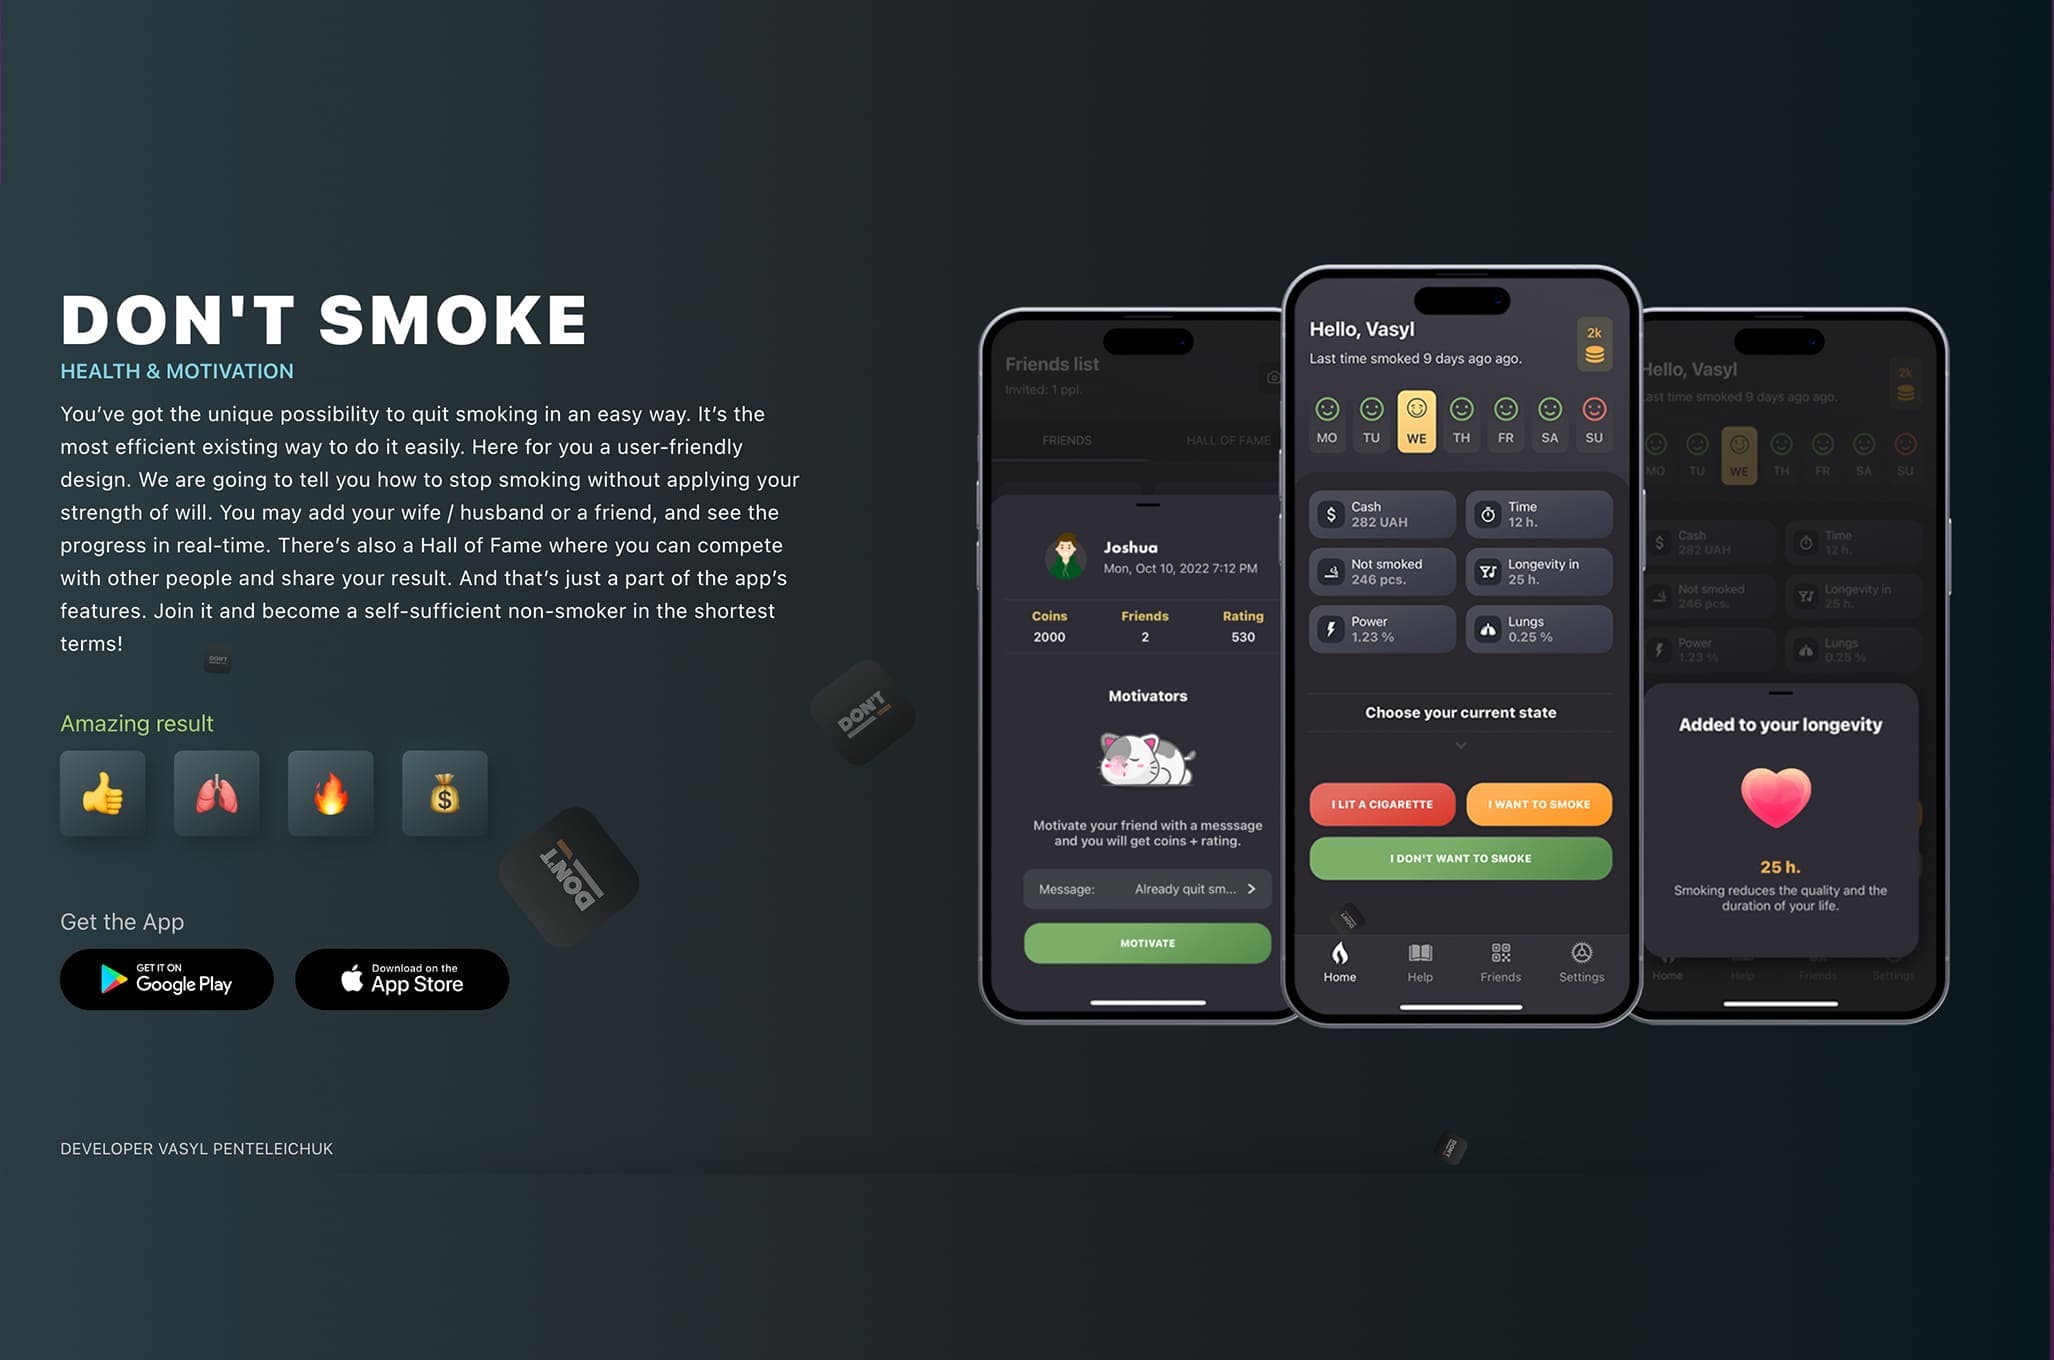 DON'T SMOKE
HEALTH & MOTIVATION
You’ve got the unique possibility to quit smoking in an easy way. It’s the
most efficient existing way to do it easily. Here for you a user-friendly
design. We are going to tell you how to stop smoking without applying your
strength of will. You may add your wife / husband or a friend, and see the
progress in real-time. There’s also a Hall of Fame where you can compete
with other people and share your result. And that’s just a part of the app’s
features. Join it and become a self-sufficient non-smoker in the shortest
terms!
DON'T
Amazing result
DON'T
DON'T
Get the App
GET IT ON
Google Play
Download on the
App Store
DEVELOPER VASYL PENTELEICHUK
Friends list
Invited: 1 ppl.
FRIENDS
HALL OF FAME
Joshua
Mon, Oct 10, 2022 7:12 PM
Coins
Friends
Rating
2000
2
530
Motivators
Motivate your friend with a messsage
and you will get coins + rating.
Message:
Already quit sm...
MOTIVATE
Hello, Vasyl
Last time smoked 9 days ago ago.
2k
MO
TU
WE
TH
FR
SA
SU
Cash
282 UAH
Time
12 h.
Not smoked
246 pcs.
Longevity in
25 h.
Power
1.23 %
Lungs
0.25 %
Choose your current state
I LIT A CIGARETTE
I WANT TO SMOKE
I DON'T WANT TO SMOKE
DON'T
Home
Help
Friends
Settings
Hello, Vasyl
Last time smoked 9 days ago ago.
2k
MO
TU
WE
TH
FR
SA
SU
Cash
282 UAH
Time
12 h.
Not smoked
246 pcs.
Longevity in
25 h.
Power
1.23 %
Lungs
0.25 %
Added to your longevity
25 h.
Smoking reduces the quality and the
duration of your life.
Home
Help
Friends
Settings
DON'T